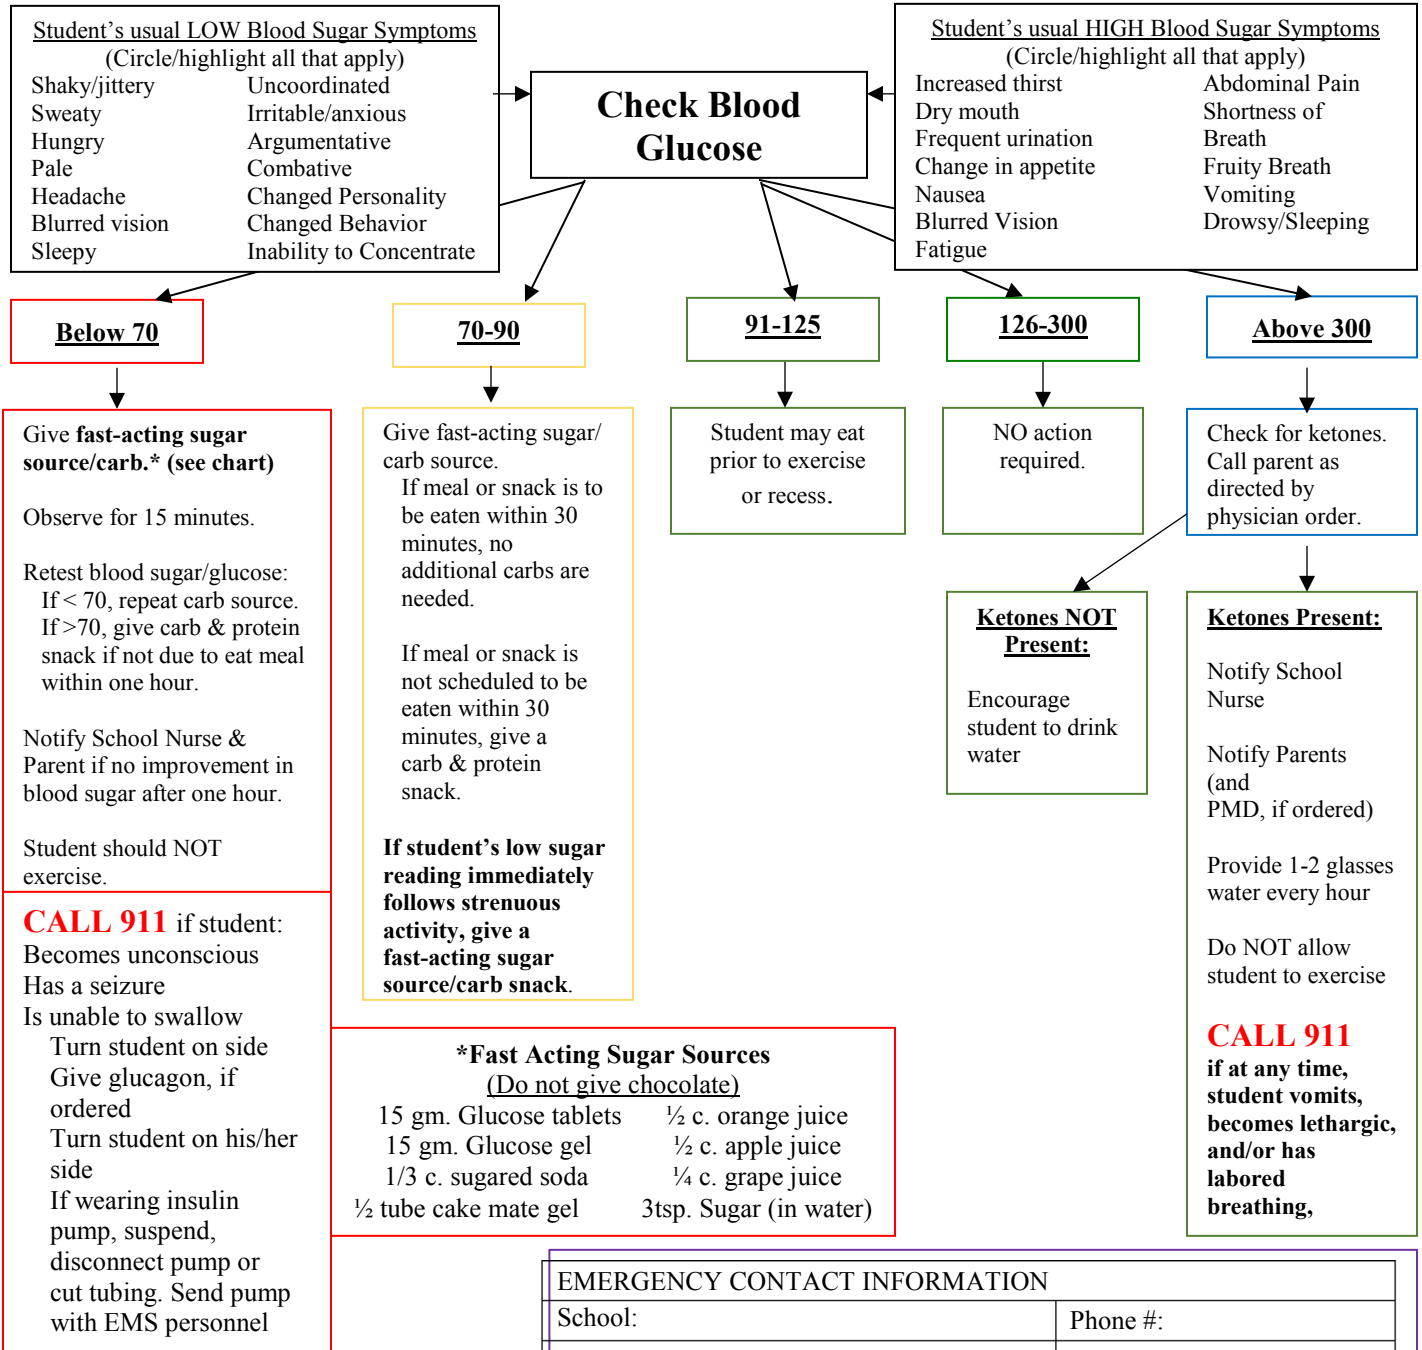 Student's usual LOW Blood Sugar Symptoms
(Circle/highlight all that apply)
Shaky/jittery Uncoordinated
Sweaty Irritable/anxious
Hungry Argumentative
Pale Combative
Headache Changed Personality
Blurred vision Changed Behavior
Sleepy Inability to Concentrate
Check Blood
Glucose
Student's usual HIGH Blood Sugar Symptoms
(Circle/highlight all that apply)
Increased thirst Abdominal Pain
Dry mouth Shortness of
Frequent urination Breath
Change in appetite Fruity Breath
Nausea Vomiting
Blurred Vision Drowsy/Sleeping
Fatigue
Below 70
70-90
91-125
126-300
Above 300
Give fast-acting sugar
source/carb.* (see chart)
Observe for 15 minutes.
Retest blood sugar/glucose:
If < 70, repeat carb source.
If >70, give carb & protein
snack if not due to eat meal
within one hour.
Notify School Nurse &
Parent if no improvement in
blood sugar after one hour.
Student should NOT
exercise.
CALL 911 if student:
Becomes unconscious
Has a seizure
Is unable to swallow
Turn student on side
Give glucagon, if
ordered
Turn student on his/her
side
If wearing insulin
pump, suspend,
disconnect pump or
cut tubing. Send pump
with EMS personnel
Give fast-acting sugar/
carb source.
If meal or snack is to
be eaten within 30
minutes, no
additional carbs are
needed.
If meal or snack is
not scheduled to be
eaten within 30
minutes, give a
carb & protein
snack.
If student's low sugar
reading immediately
follows strenuous
activity, give a
fast-acting sugar
source/carb snack.
Student may eat
prior to exercise
or recess.
NO action
required.
Check for ketones.
Call parent as
directed by
physician order.
Ketones NOT
Present:
Encourage
student to drink
water
Ketones Present:
Notify School
Nurse
Notify Parents
(and
PMD, if ordered)
Provide 1-2 glasses
water every hour
Do NOT allow
student to exercise
CALL 911
if at any time,
student vomits,
becomes lethargic,
and/or has
labored
breathing,
*Fast Acting Sugar Sources
(Do not give chocolate)
15 gm. Glucose tablets ½ c. orange juice
15 gm. Glucose gel ½ c. apple juice
1/3 c. sugared soda ¼ c. grape juice
½ tube cake mate gel 3tsp. Sugar (in water)
EMERGENCY CONTACT INFORMATION
School: Phone #: